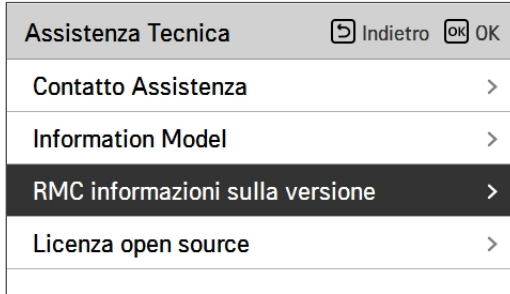 Assistenza Tecnica Indietro OK OK
Contatto Assistenza
Information Model
RMC informazioni sulla versione
Licenza open source